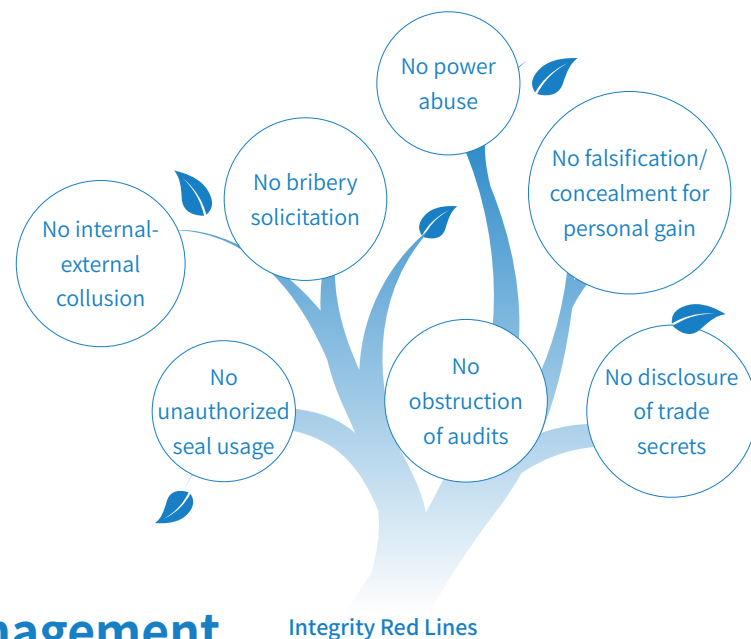 No power
abuse
No falsification/
concealment for
personal gain
No bribery
solicitation
No internal-
external
collusion
No
unauthorized
seal usage
No
obstruction
of audits
No disclosure
of trade
secrets
nagement
Integrity Red Lines